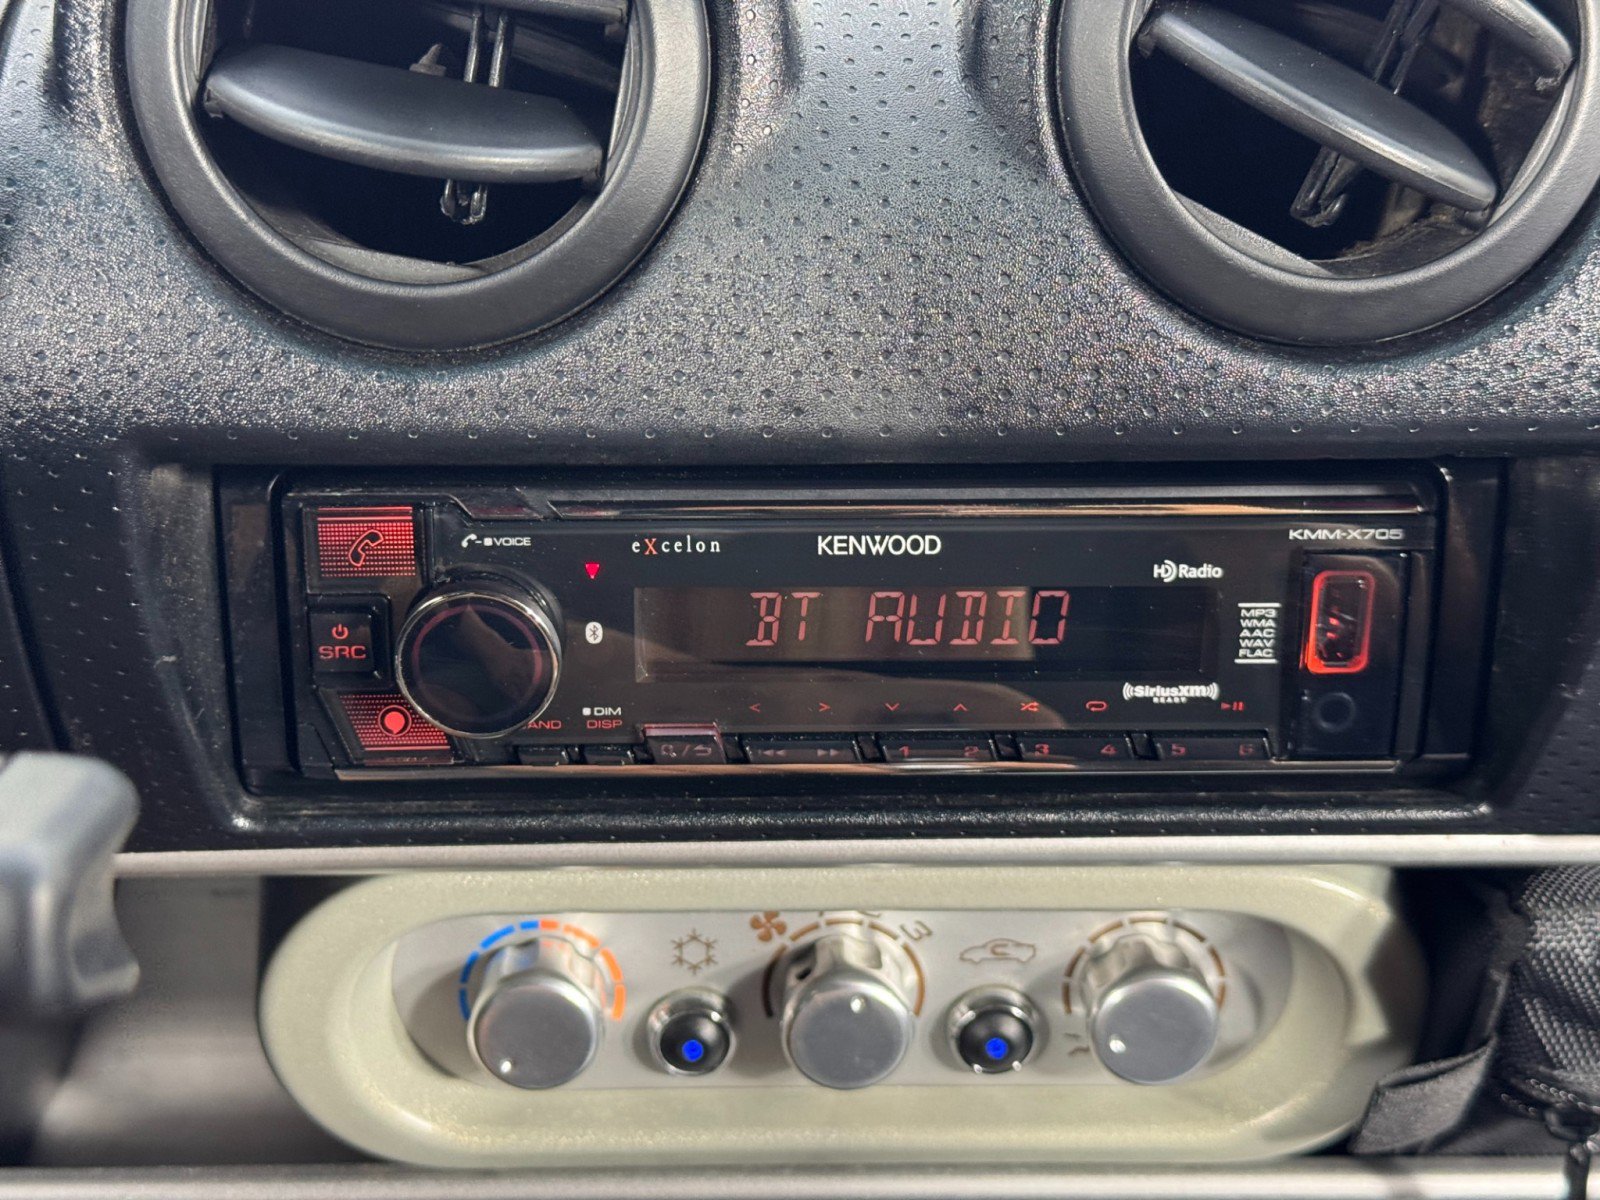 VOICE
eXcelon
KENWOOD
KMM-X705
HD Radio
BT AUDIO
SRC
MP3
WMA
AAC
WAV
FLAC
SiriusXM
READY
DIM
DISP
1 2 3 4 5 6
3